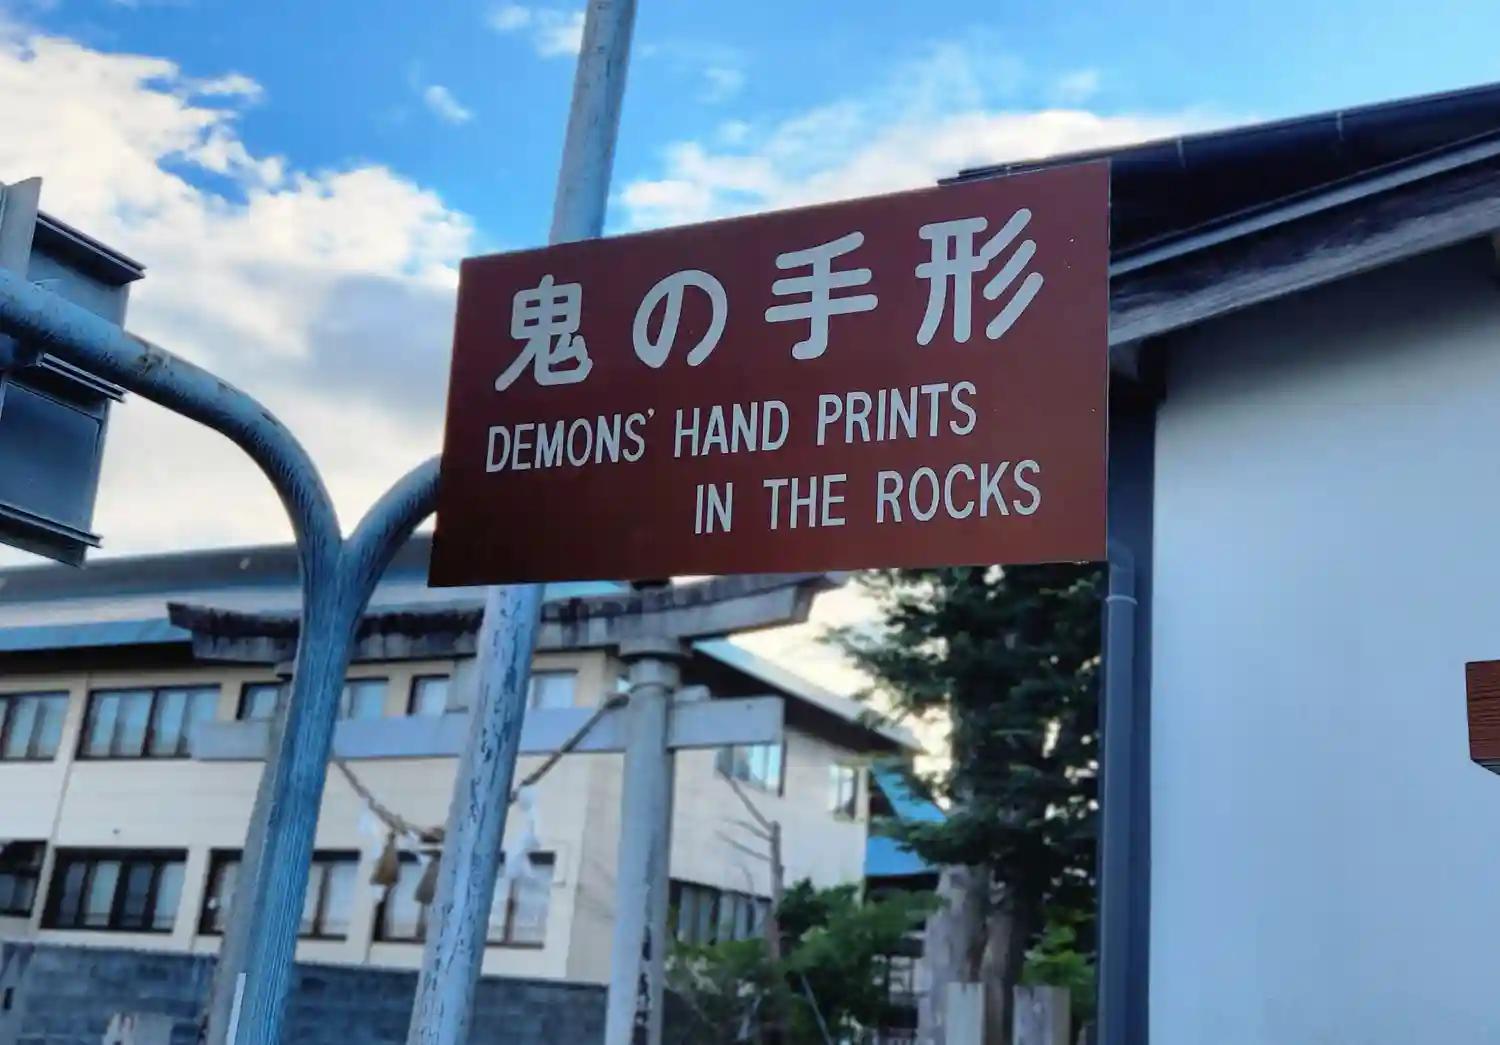 鬼の手形
DEMONS' HAND PRINTS
IN THE ROCKS